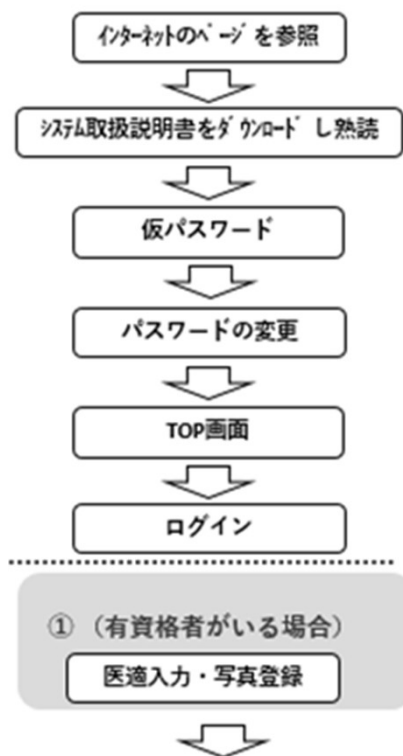 ｲﾝﾀｰﾈｯﾄのﾍﾟｰｼﾞを参照
ｼｽﾃﾑ取扱説明書をﾀﾞｳﾝﾛｰﾄﾞし熟読
仮パスワード
パスワードの変更
TOP画面
ログイン
① （有資格者がいる場合）
医適入力・写真登録